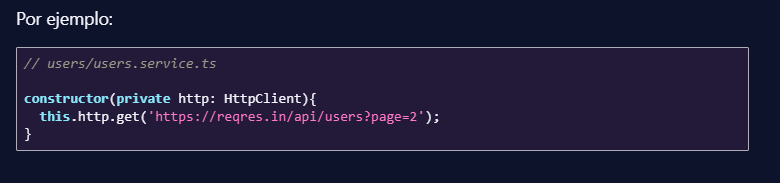 Por ejemplo:
// users/users.service.ts
constructor(private http: HttpClient){
this.http.get('https://reqres.in/api/users?page=2');
}